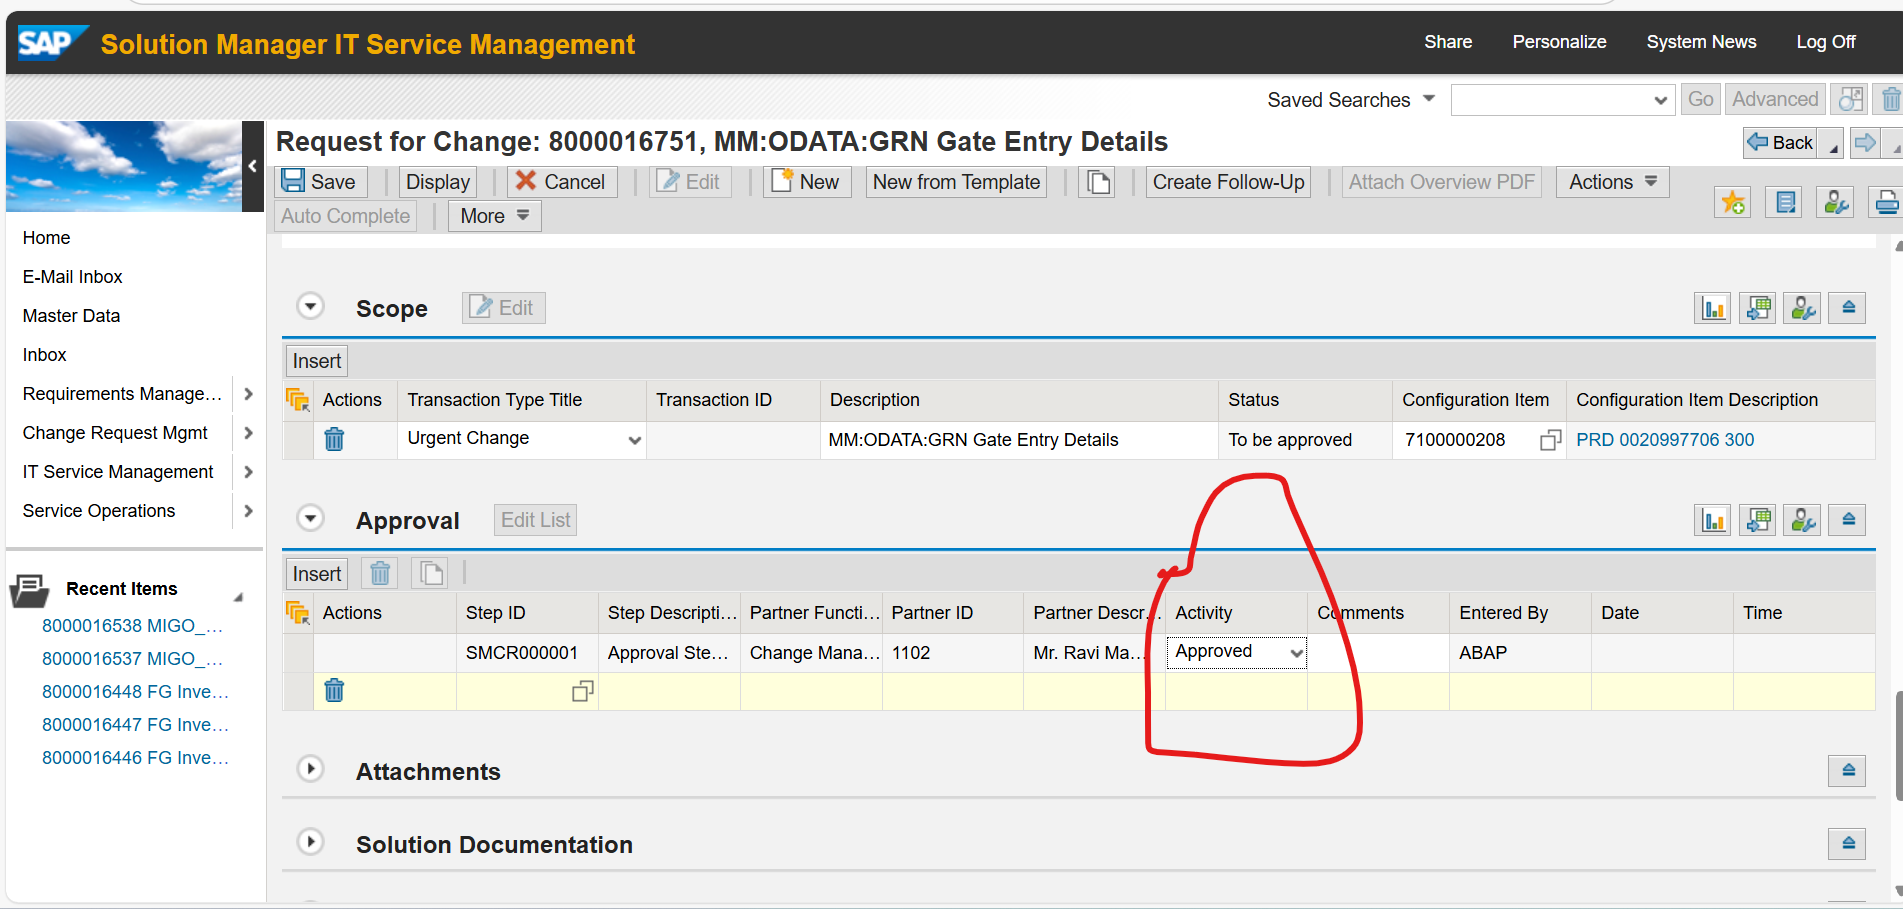 SAP Solution Manager IT Service Management Share Personalize System News Log Off
Saved Searches Go Advanced
Request for Change: 8000016751, MM:ODATA:GRN Gate Entry Details Back
Save Display Cancel Edit New New from Template Create Follow-Up Attach Overview PDF Actions
Auto Complete More
Home
E-Mail Inbox
Master Data
Inbox
Requirements Manage...
Change Request Mgmt
IT Service Management
Service Operations
Recent Items
8000016538 MIGO_...
8000016537 MIGO_...
8000016448 FG Inve...
8000016447 FG Inve...
8000016446 FG Inve...
Scope Edit
Insert
Actions Transaction Type Title Transaction ID Description Status Configuration Item Configuration Item Description
Urgent Change MM:ODATA:GRN Gate Entry Details To be approved 7100000208 PRD 0020997706 300
Approval Edit List
Insert
Actions Step ID Step Descripti... Partner Functi... Partner ID Partner Descr... Activity Comments Entered By Date Time
SMCR000001 Approval Ste... Change Mana... 1102 Mr. Ravi Ma... Approved ABAP
Attachments
Solution Documentation